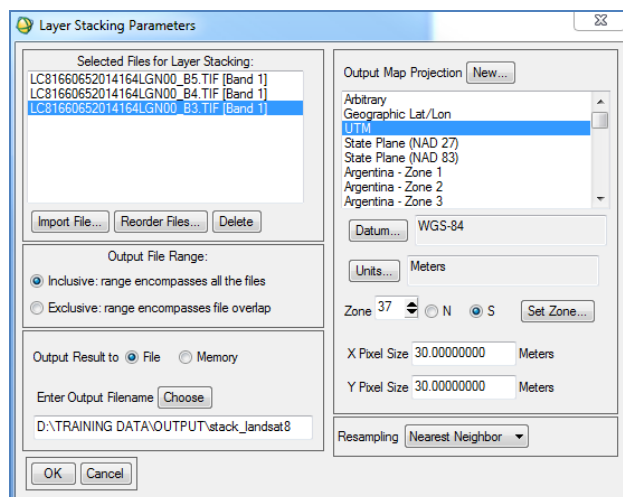 Layer Stacking Parameters
Selected Files for Layer Stacking:
LC81660652014164LGN00_B5.TIF [Band 1]
LC81660652014164LGN00_B4.TIF [Band 1]
LC81660652014164LGN00_B3.TIF [Band 1]
Import File... Reorder Files... Delete
Output File Range:
Inclusive: range encompasses all the files
Exclusive: range encompasses file overlap
Output Result to File Memory
Enter Output Filename Choose
D:\TRAINING DATA\OUTPUT\stack_landsat8
OK Cancel
Output Map Projection New...
Arbitrary
Geographic Lat/Lon
UTM
State Plane (NAD 27)
State Plane (NAD 83)
Argentina - Zone 1
Argentina - Zone 2
Argentina - Zone 3
Datum... WGS-84
Units... Meters
Zone 37 N S Set Zone...
X Pixel Size 30.00000000 Meters
Y Pixel Size 30.00000000 Meters
Resampling Nearest Neighbor